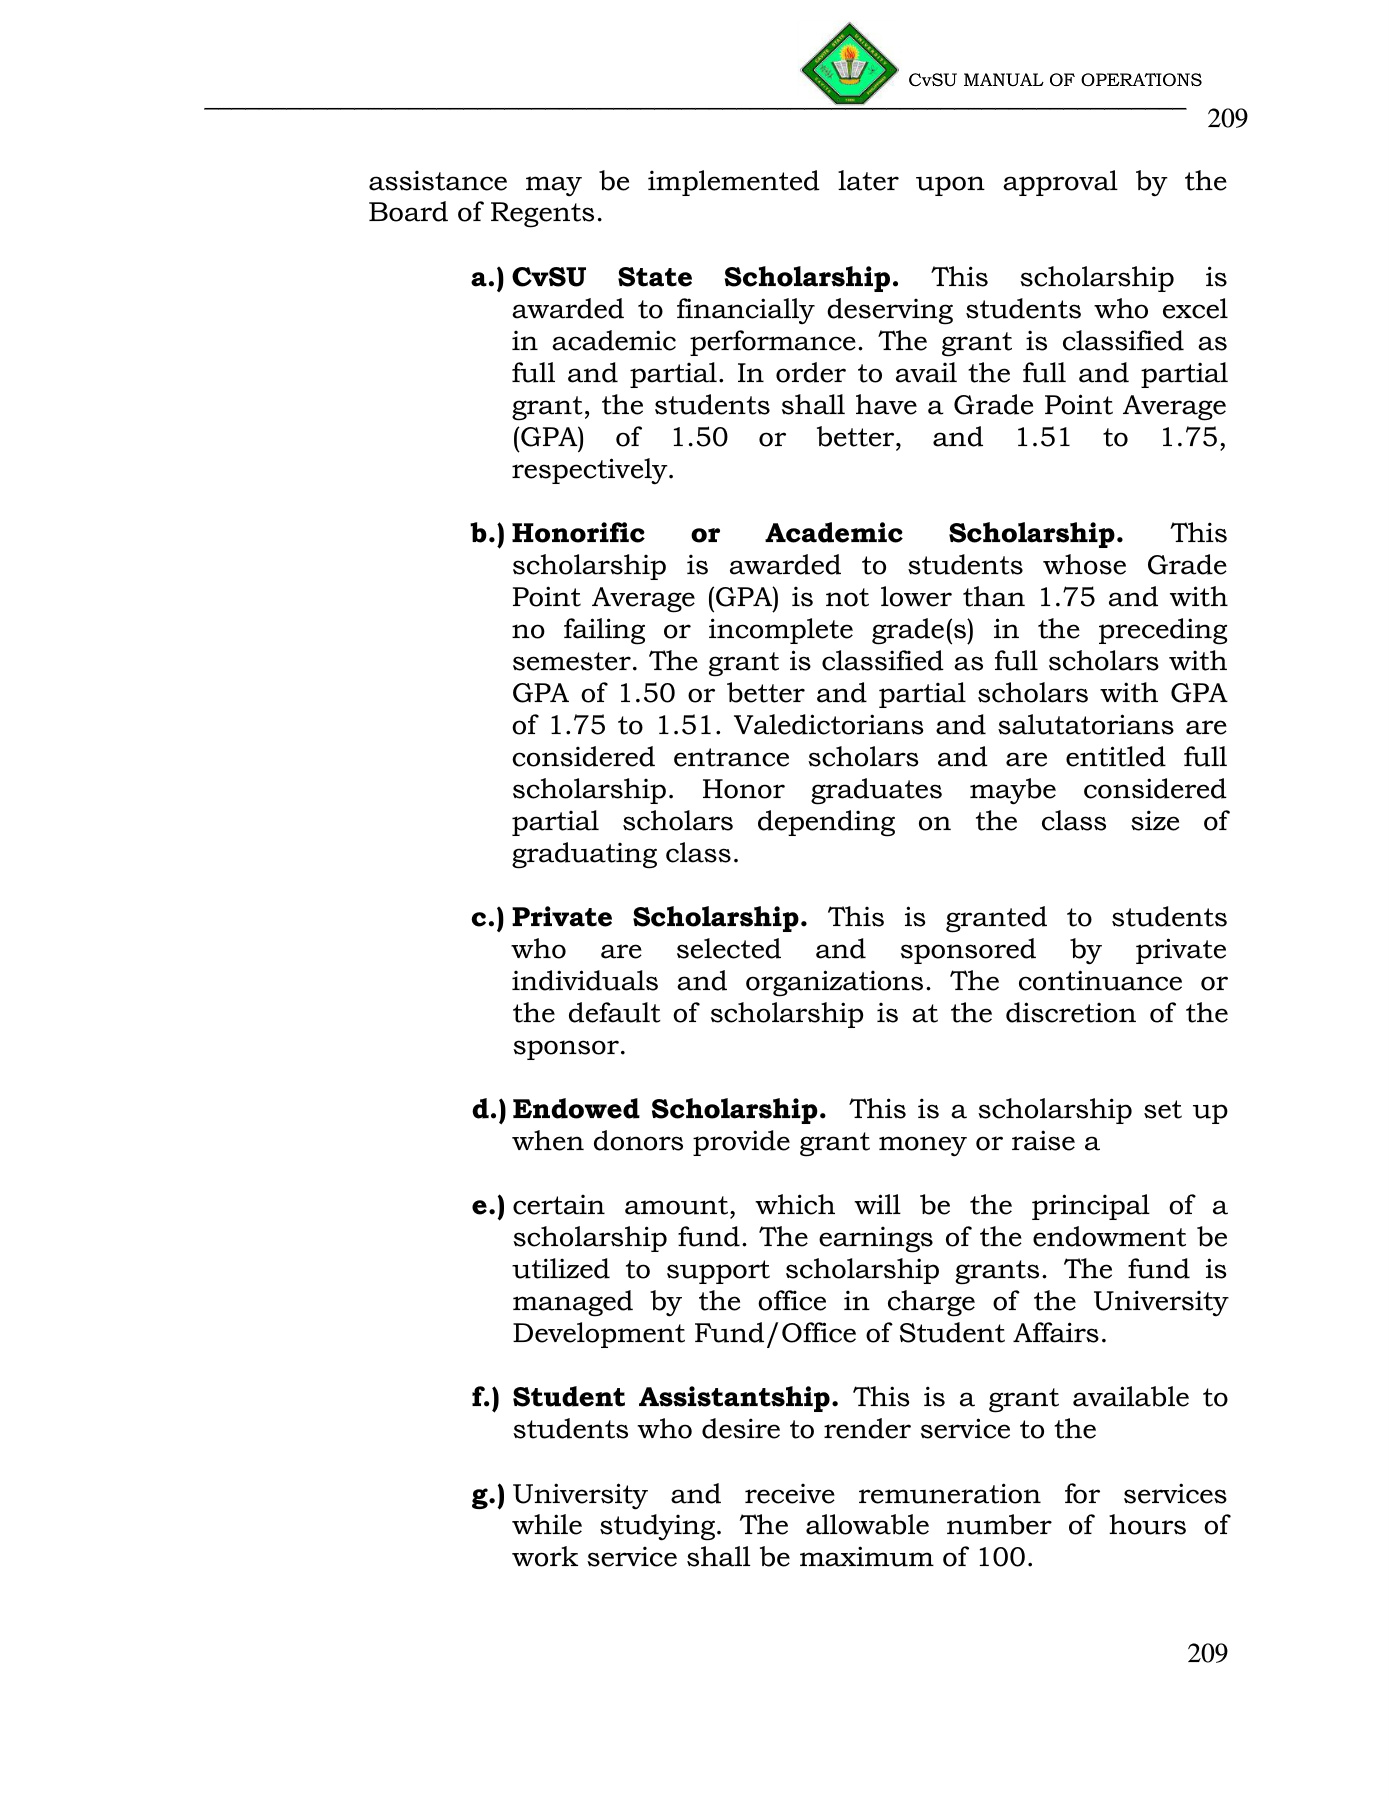 CvSU MANUAL OF OPERATIONS
209
assistance may be implemented later upon approval by the
Board of Regents.
a.) CvSU State Scholarship. This scholarship is
awarded to financially deserving students who excel
in academic performance. The grant is classified as
full and partial. In order to avail the full and partial
grant, the students shall have a Grade Point Average
(GPA) of 1.50 or better, and 1.51 to 1.75,
respectively.
b.) Honorific or Academic Scholarship. This
scholarship is awarded to students whose Grade
Point Average (GPA) is not lower than 1.75 and with
no failing or incomplete grade(s) in the preceding
semester. The grant is classified as full scholars with
GPA of 1.50 or better and partial scholars with GPA
of 1.75 to 1.51. Valedictorians and salutatorians are
considered entrance scholars and are entitled full
scholarship. Honor graduates maybe considered
partial scholars depending on the class size of
graduating class.
c.) Private Scholarship. This is granted to students
who are selected and sponsored by private
individuals and organizations. The continuance or
the default of scholarship is at the discretion of the
sponsor.
d.) Endowed Scholarship. This is a scholarship set up
when donors provide grant money or raise a
e.) certain amount, which will be the principal of a
scholarship fund. The earnings of the endowment be
utilized to support scholarship grants. The fund is
managed by the office in charge of the University
Development Fund/Office of Student Affairs.
f.) Student Assistantship. This is a grant available to
students who desire to render service to the
g.) University and receive remuneration for services
while studying. The allowable number of hours of
work service shall be maximum of 100.
209